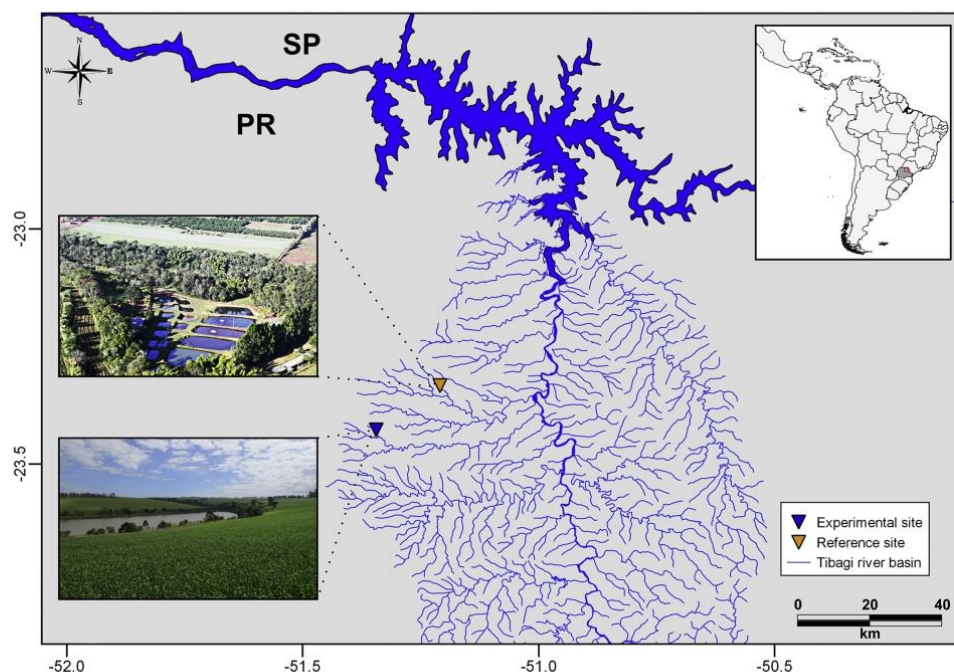 SP
PR
N
W
E
S
-23.0
-23.5
Experimental site
Reference site
Tibagi river basin
0 20 40
km
-52.0 -51.5 -51.0 -50.5